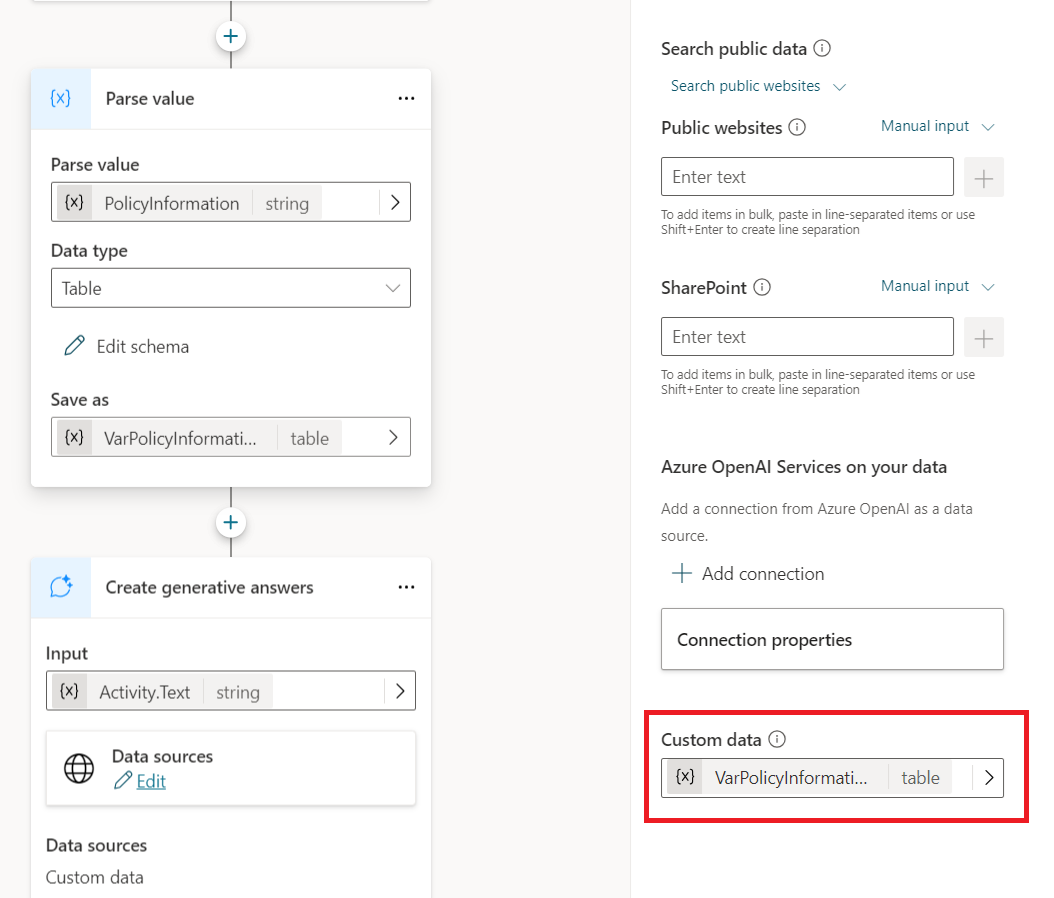 Parse value
Parse value
{x} PolicyInformation string
Data type
Table
Edit schema
Save as
{x} VarPolicyInformati... table
Create generative answers
Input
{x} Activity.Text string
Data sources
Edit
Data sources
Custom data
Search public data
Search public websites
Public websites Manual input
Enter text
To add items in bulk, paste in line-separated items or use
Shift+Enter to create line separation
SharePoint Manual input
Enter text
To add items in bulk, paste in line-separated items or use
Shift+Enter to create line separation
Azure OpenAI Services on your data
Add a connection from Azure OpenAI as a data
source.
Add connection
Connection properties
Custom data
{x} VarPolicyInformati... table